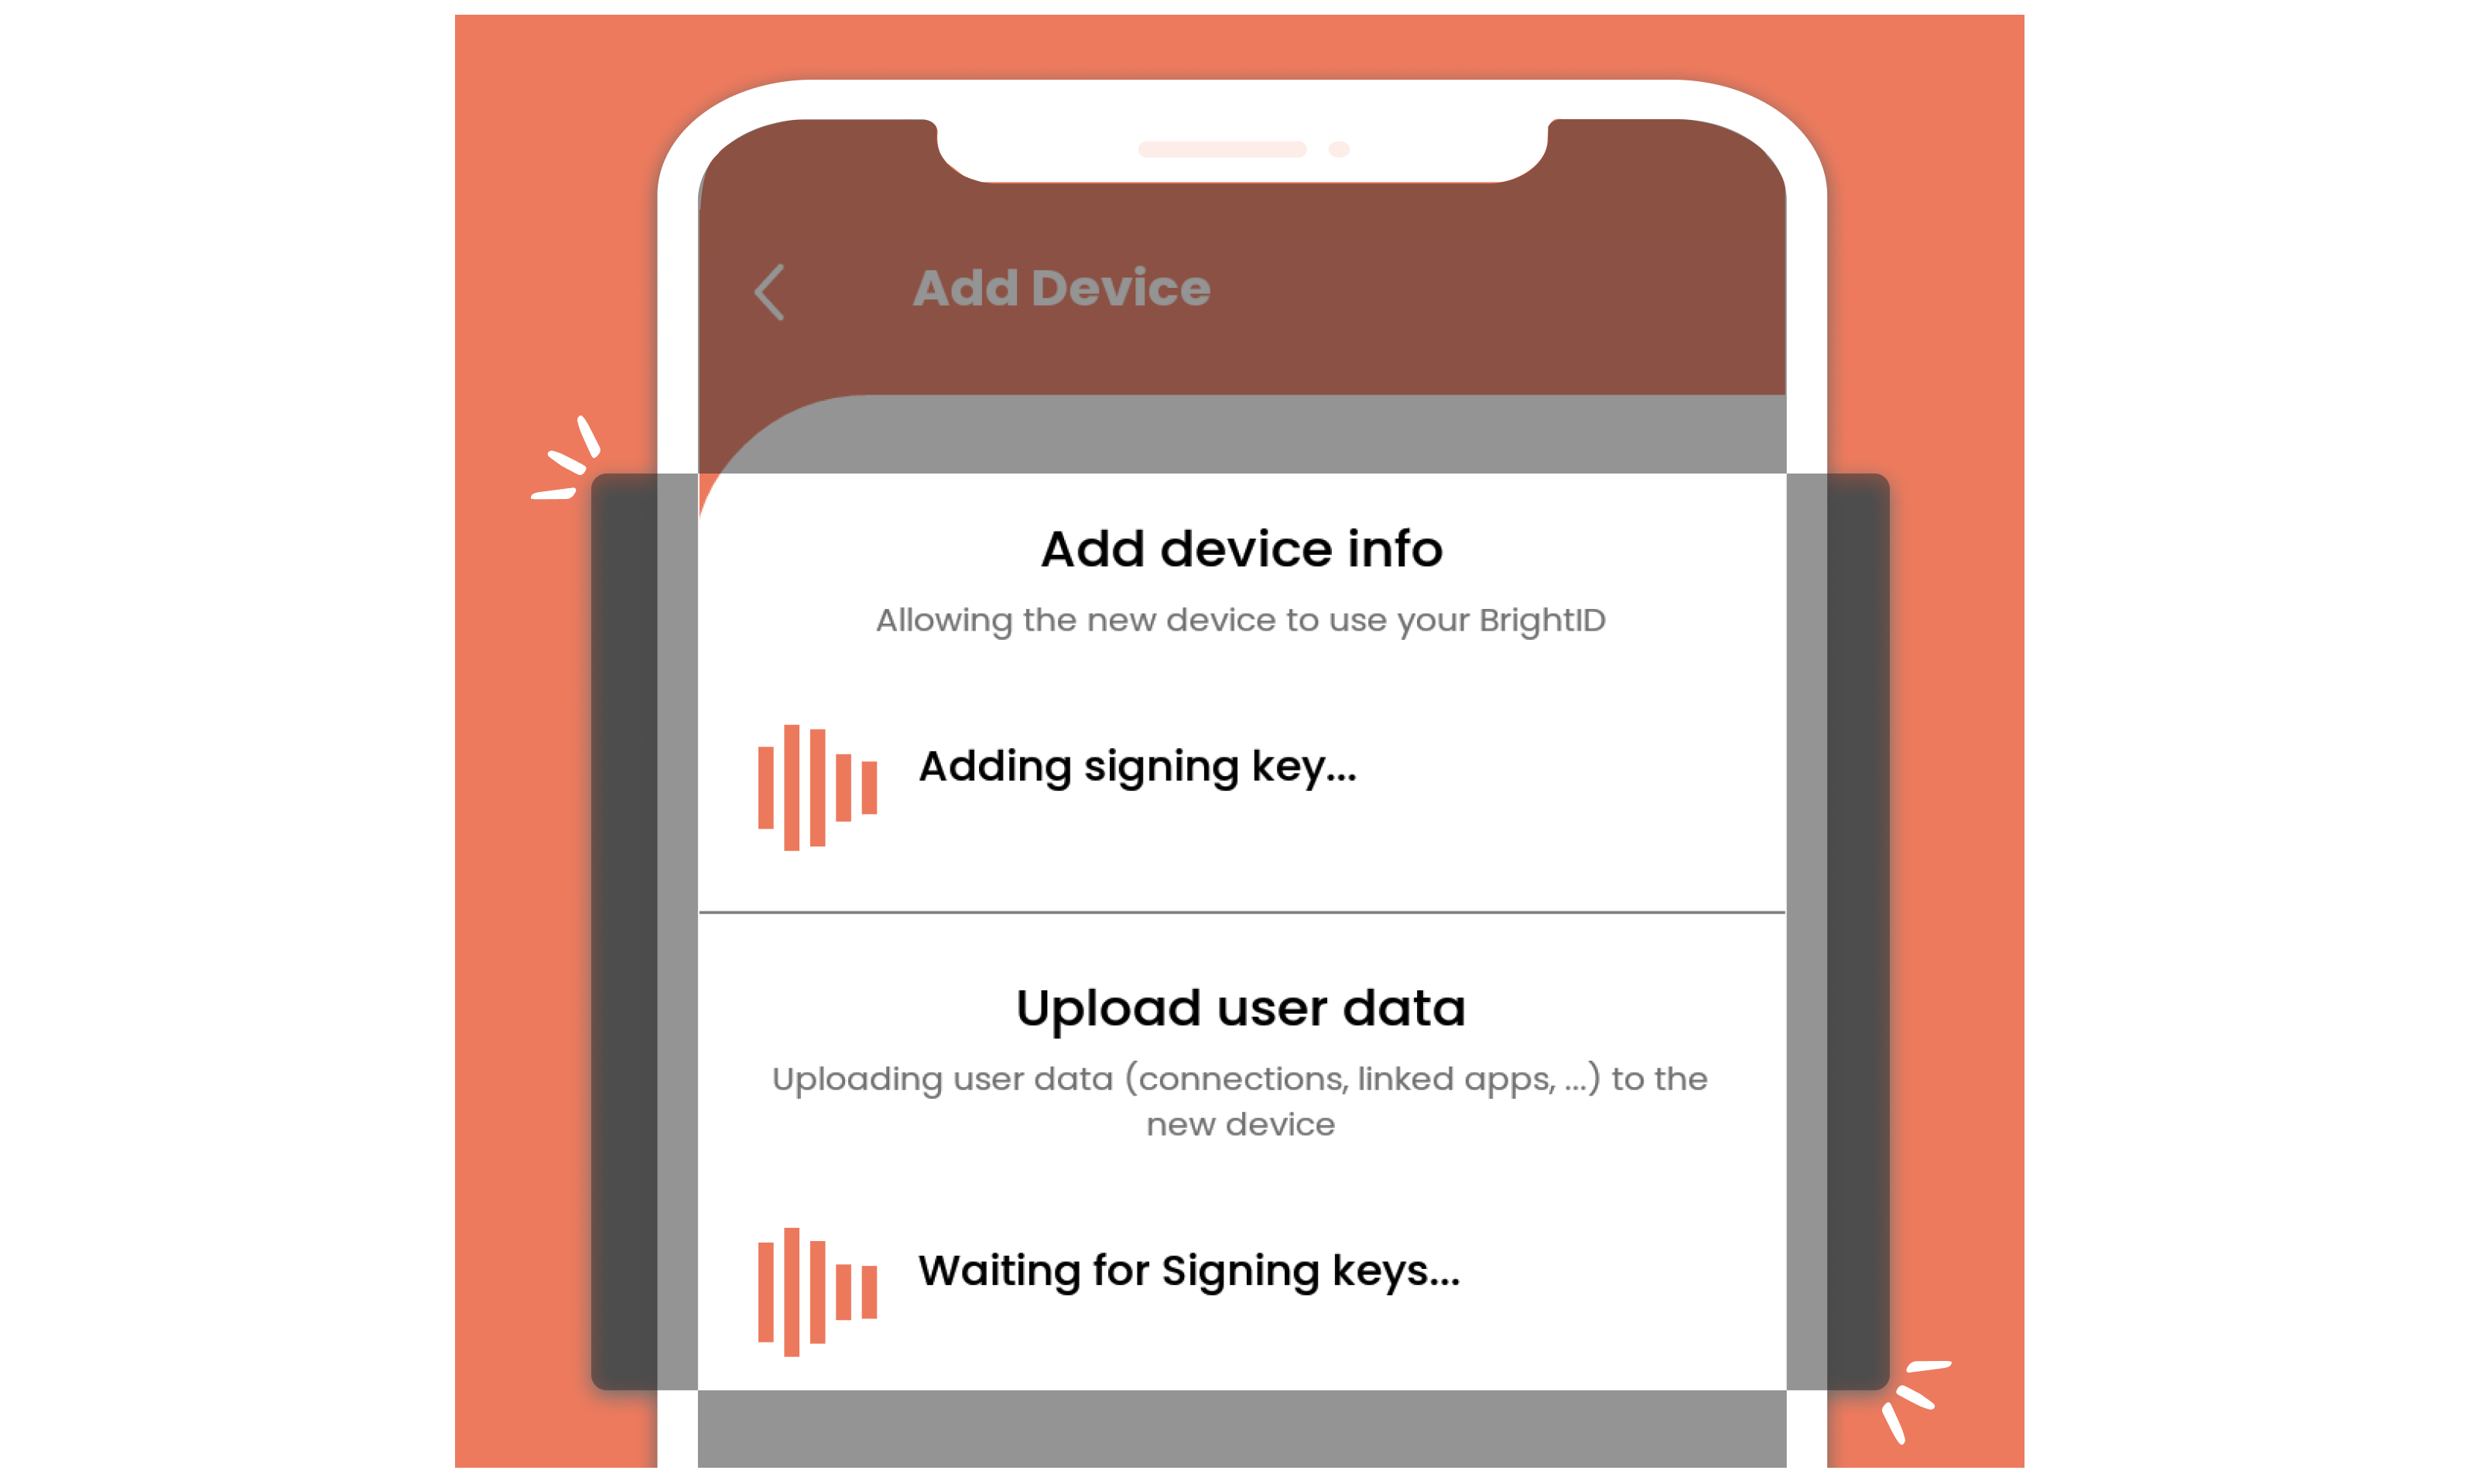 Add Device
Add device info
Allowing the new device to use your BrightID
Adding signing key...
Upload user data
Uploading user data (connections, linked apps, ...) to the
new device
Waiting for Signing keys...